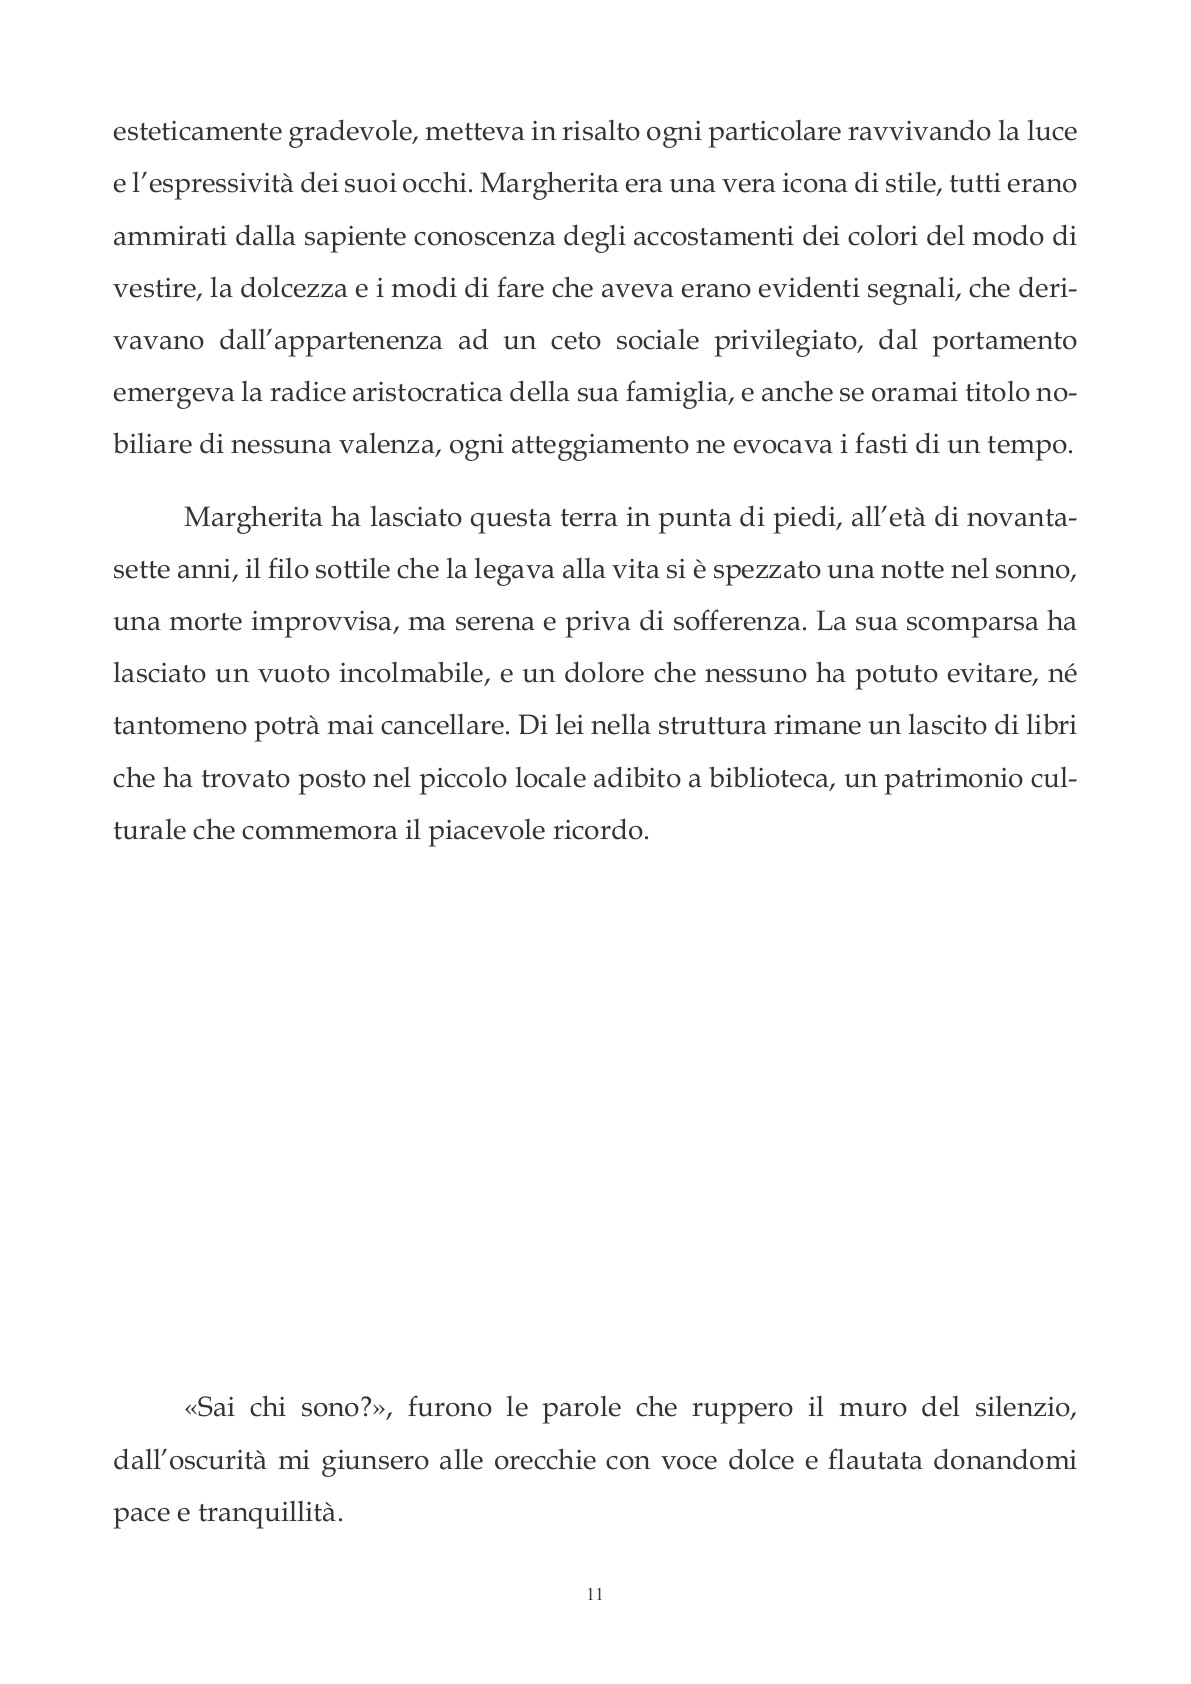 esteticamente gradevole, metteva in risalto ogni particolare ravvivando la luce
e l’espressività dei suoi occhi. Margherita era una vera icona di stile, tutti erano
ammirati dalla sapiente conoscenza degli accostamenti dei colori del modo di
vestire, la dolcezza e i modi di fare che aveva erano evidenti segnali, che deri-
vavano dall’appartenenza ad un ceto sociale privilegiato, dal portamento
emergeva la radice aristocratica della sua famiglia, e anche se oramai titolo no-
biliare di nessuna valenza, ogni atteggiamento ne evocava i fasti di un tempo.
Margherita ha lasciato questa terra in punta di piedi, all’età di novanta-
sette anni, il filo sottile che la legava alla vita si è spezzato una notte nel sonno,
una morte improvvisa, ma serena e priva di sofferenza. La sua scomparsa ha
lasciato un vuoto incolmabile, e un dolore che nessuno ha potuto evitare, né
tantomeno potrà mai cancellare. Di lei nella struttura rimane un lascito di libri
che ha trovato posto nel piccolo locale adibito a biblioteca, un patrimonio cul-
turale che commemora il piacevole ricordo.
«Sai chi sono?», furono le parole che ruppero il muro del silenzio,
dall’oscurità mi giunsero alle orecchie con voce dolce e flautata donandomi
pace e tranquillità.
11